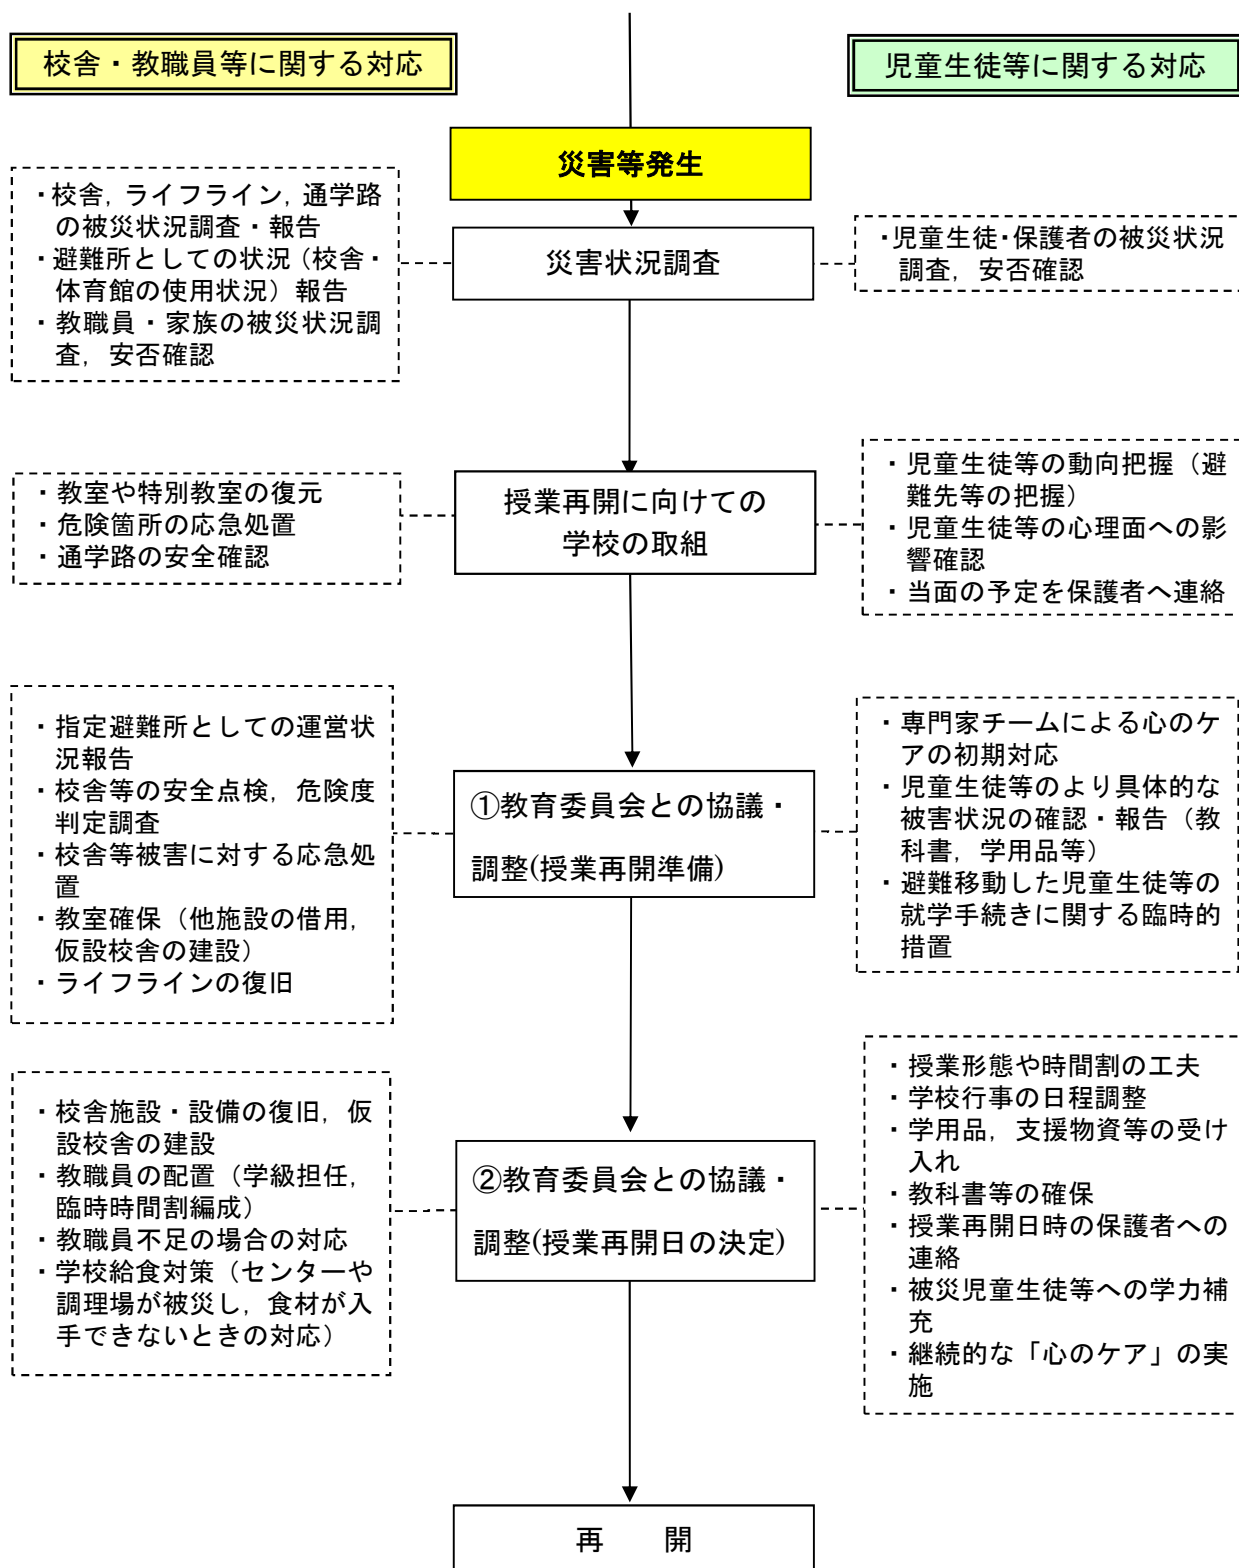 校舎・教職員等に関する対応
児童生徒等に関する対応
災害等発生
・校舎，ライフライン，通学路
の被災状況調査・報告
・避難所としての状況（校舎・
体育館の使用状況）報告
・教職員・家族の被災状況調
査，安否確認
災害状況調査
・児童生徒・保護者の被災状況
調査，安否確認
・教室や特別教室の復元
・危険箇所の応急処置
・通学路の安全確認
授業再開に向けての
学校の取組
・児童生徒等の動向把握（避
難先等の把握）
・児童生徒等の心理面への影
響確認
・当面の予定を保護者へ連絡
・指定避難所としての運営状
況報告
・校舎等の安全点検，危険度
判定調査
・校舎等被害に対する応急処
置
・教室確保（他施設の借用，
仮設校舎の建設）
・ライフラインの復旧
①教育委員会との協議・
調整(授業再開準備)
・専門家チームによる心のケ
アの初期対応
・児童生徒等のより具体的な
被害状況の確認・報告（教
科書，学用品等）
・避難移動した児童生徒等の
就学手続きに関する臨時的
措置
・校舎施設・設備の復旧，仮
設校舎の建設
・教職員の配置（学級担任，
臨時時間割編成）
・教職員不足の場合の対応
・学校給食対策（センターや
調理場が被災し，食材が入
手できないときの対応）
②教育委員会との協議・
調整(授業再開日の決定)
・授業形態や時間割の工夫
・学校行事の日程調整
・学用品，支援物資等の受け
入れ
・教科書等の確保
・授業再開日時の保護者への
連絡
・被災児童生徒等への学力補
充
・継続的な「心のケア」の実
施
再　　開